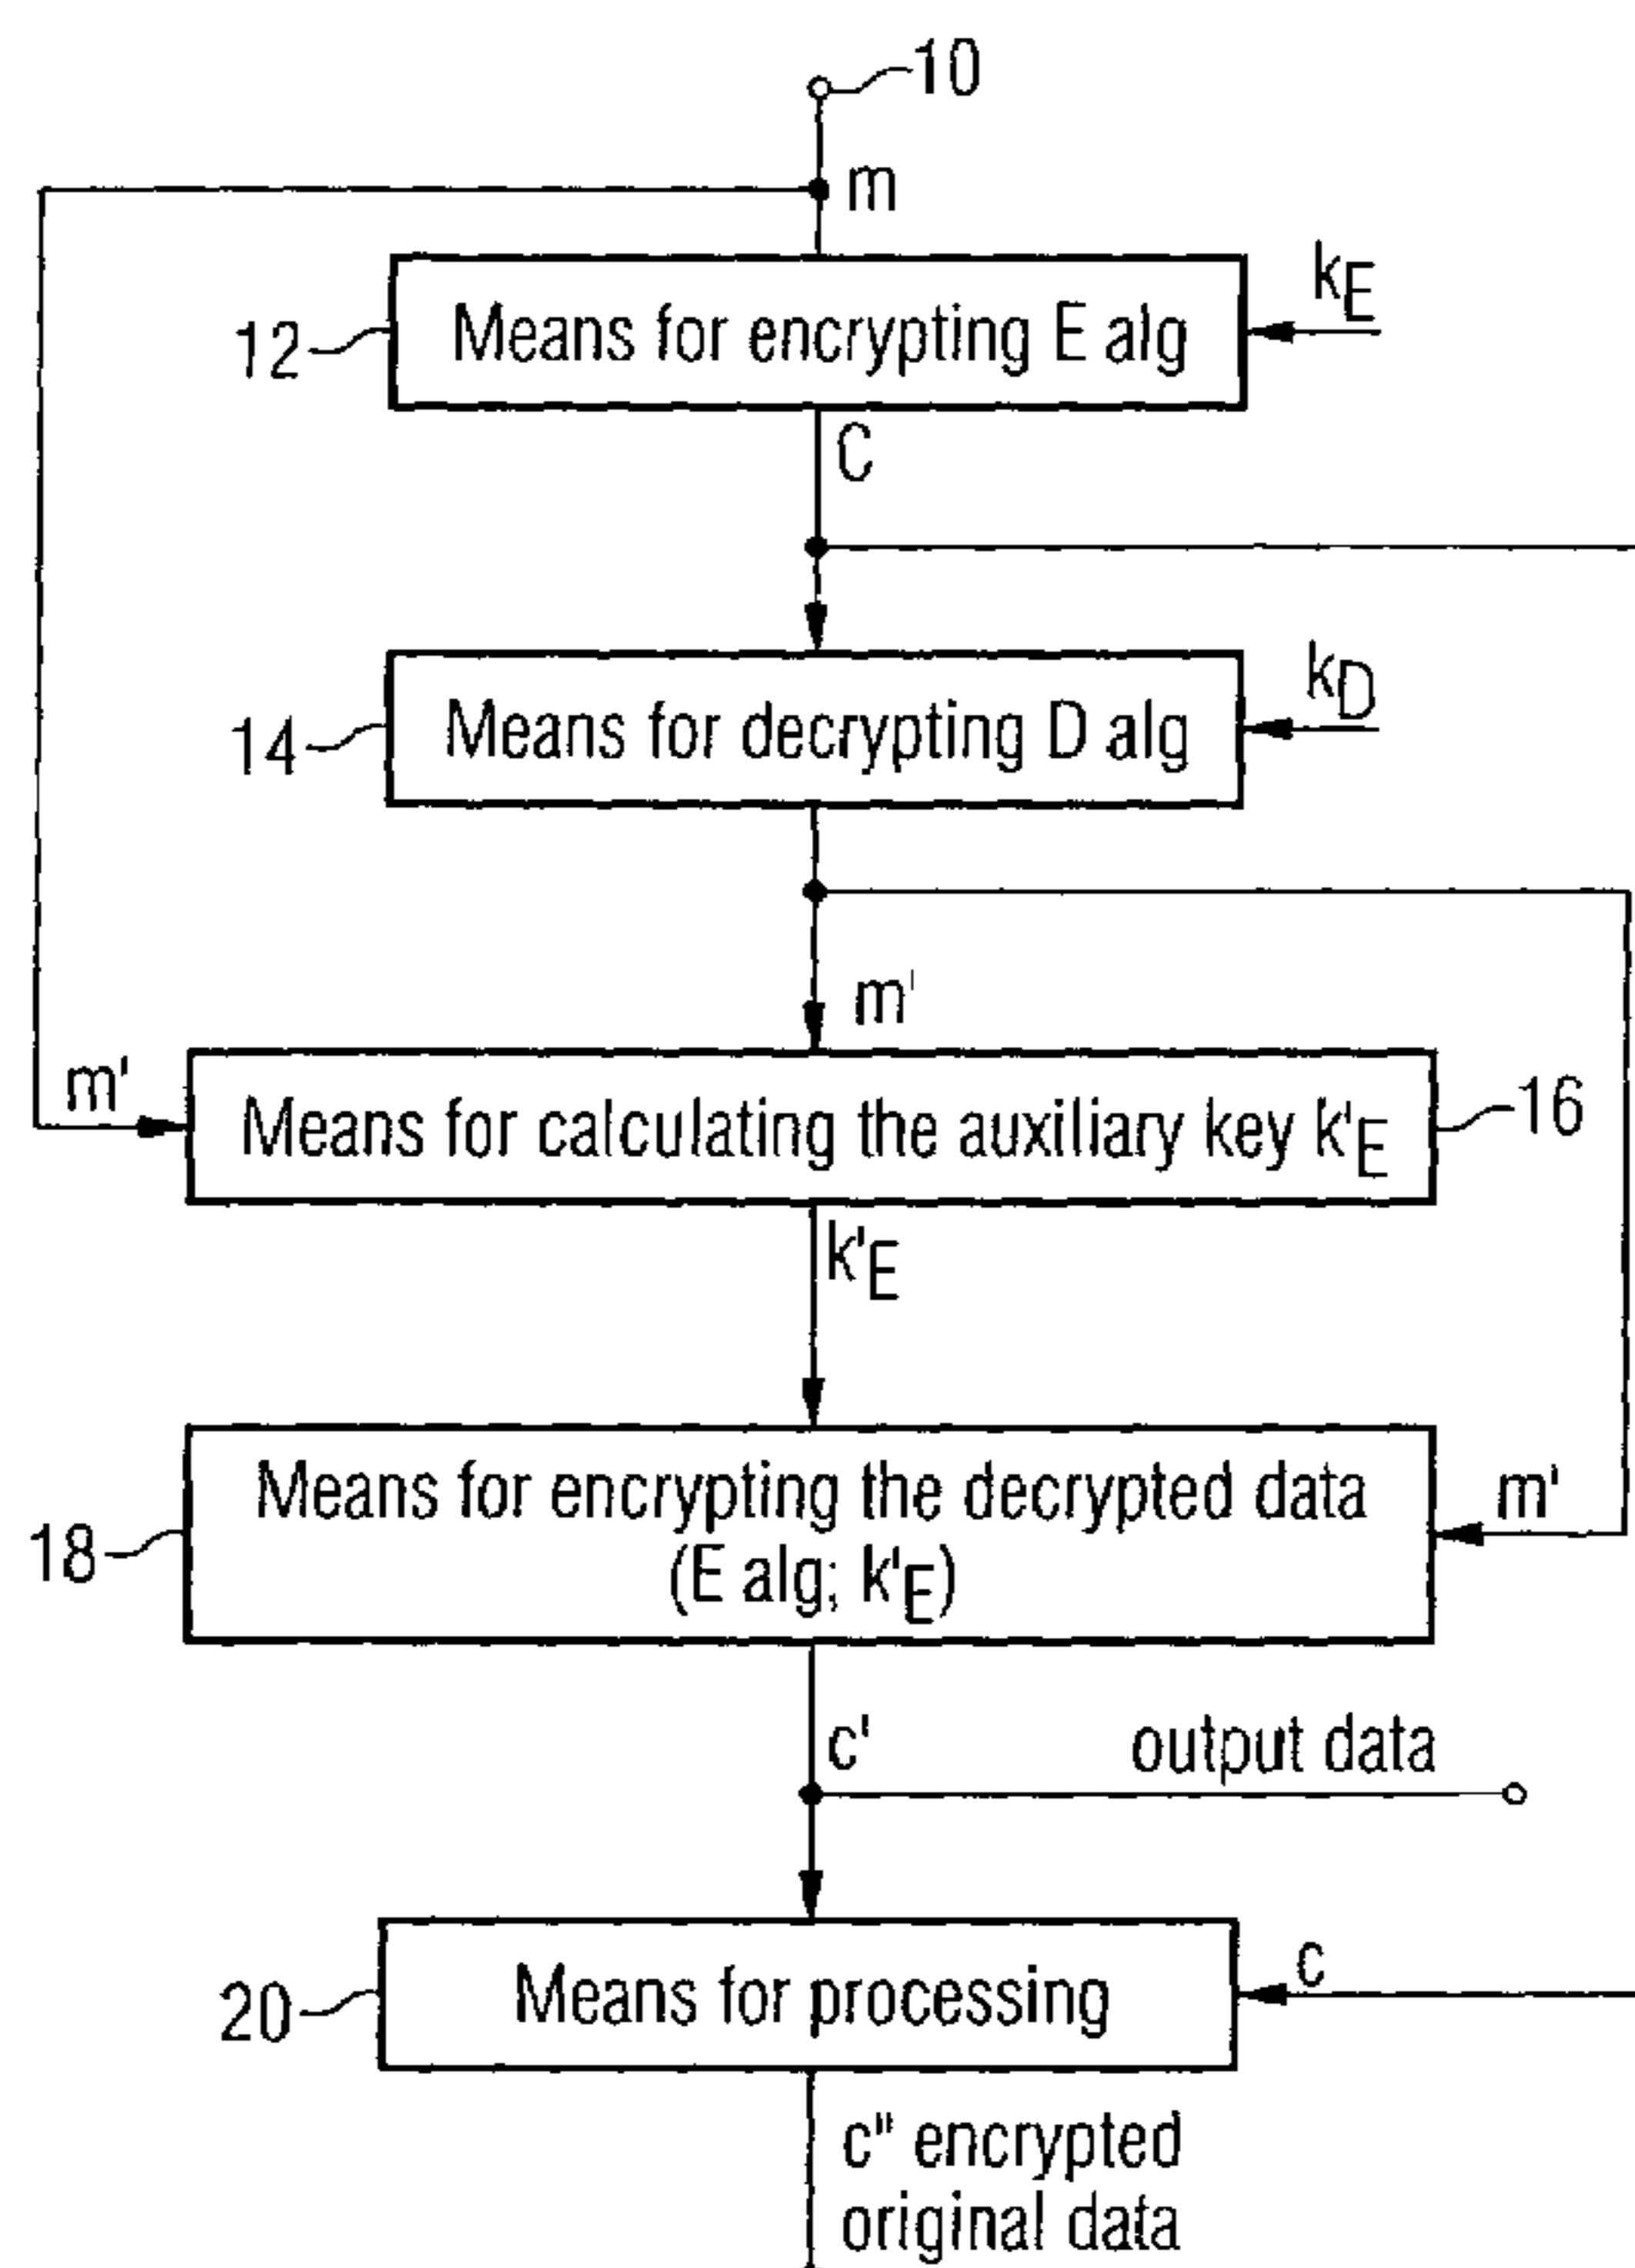 10
m
kE
12
Means for encrypting E alg
C
kD
14
Means for decrypting D alg
m'
m'
Means for calculating the auxiliary key k'E
16
k'E
Means for encrypting the decrypted data
(E alg; k'E)
18
m'
c'
output data
c
20
Means for processing
c" encrypted
original data